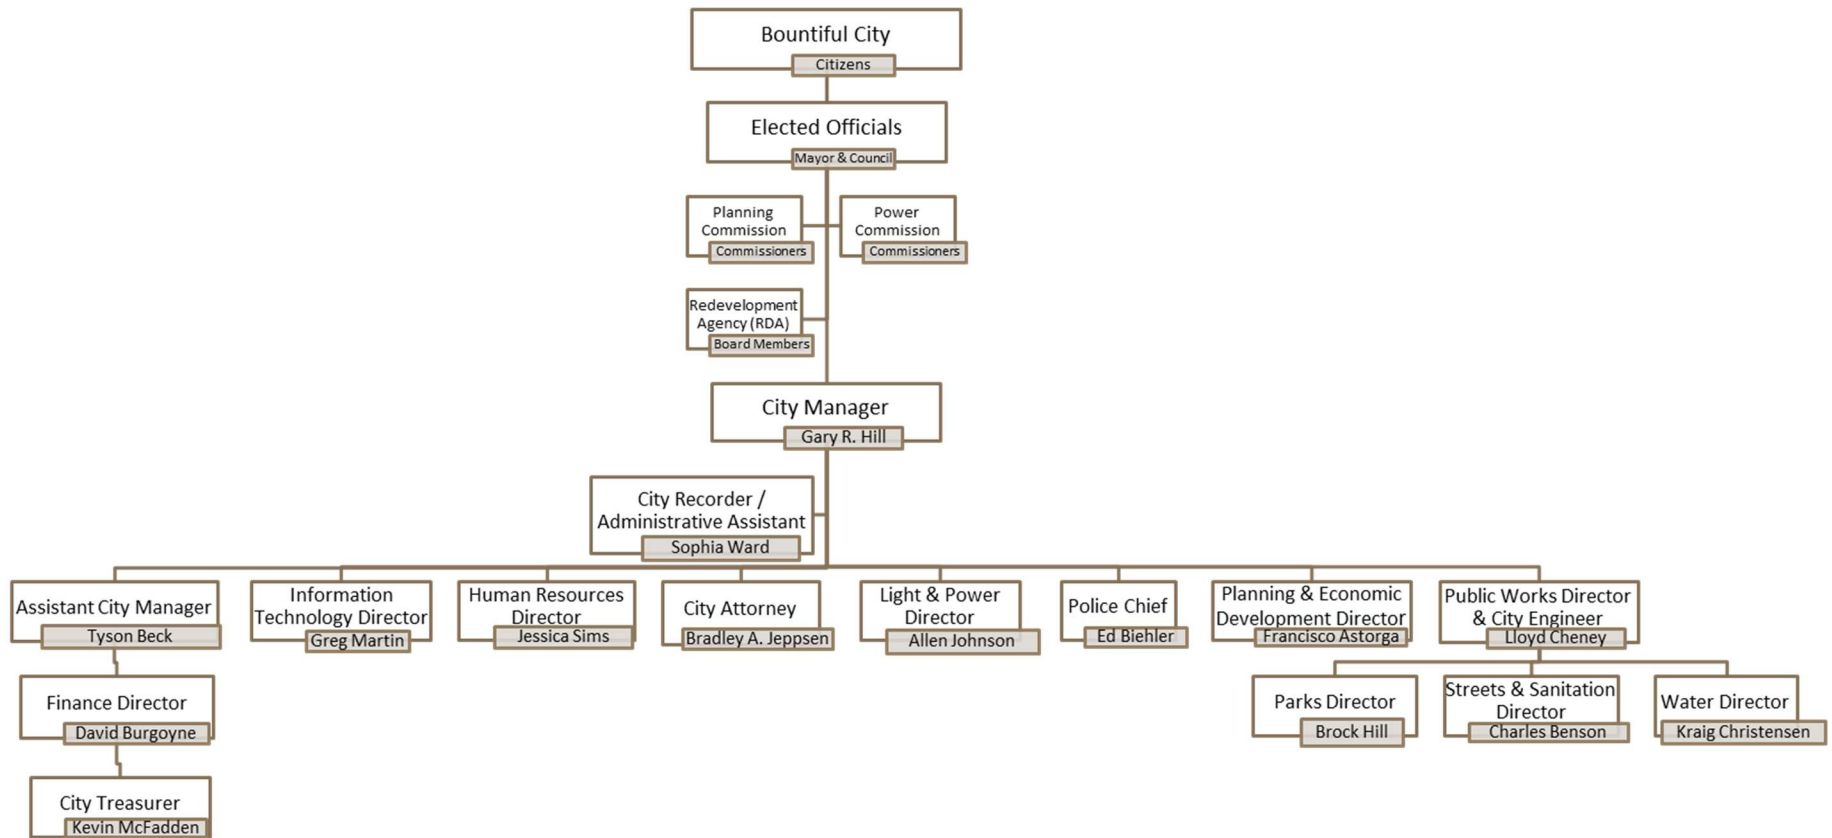 Bountiful City
Citizens
Elected Officials
Mayor & Council
Planning
Commission
Commissioners
Power
Commission
Commissioners
Redevelopment
Agency (RDA)
Board Members
City Manager
Gary R. Hill
City Recorder /
Administrative Assistant
Sophia Ward
Assistant City Manager
Tyson Beck
Information
Technology Director
Greg Martin
Human Resources
Director
Jessica Sims
City Attorney
Bradley A. Jeppsen
Light & Power
Director
Allen Johnson
Police Chief
Ed Biehler
Planning & Economic
Development Director
Francisco Astorga
Public Works Director
& City Engineer
Lloyd Cheney
Finance Director
David Burgoyne
Parks Director
Brock Hill
Streets & Sanitation
Director
Charles Benson
Water Director
Kraig Christensen
City Treasurer
Kevin McFadden